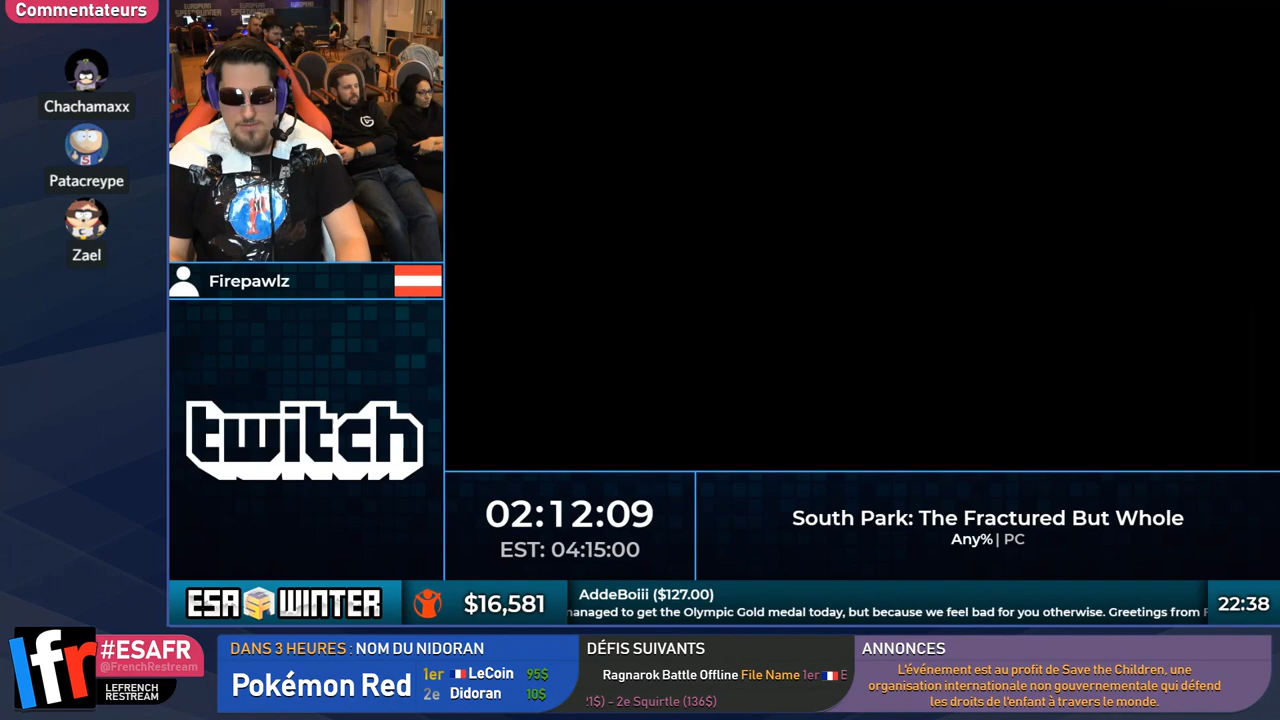 Commentateurs
Chachamaxx
Patacreype
Zael
Firepawlz
twitch
02:12:09
EST: 04:15:00
South Park: The Fractured But Whole
Any% | PC
ESA WINTER
$16,581
AddeBoiii ($127.00)
managed to get the Olympic Gold medal today, but because we feel bad for you otherwise. Greetings from
22:38
lfr
#ESAFR
@FrenchRestream
LEFRENCH
RESTREAM
DANS 3 HEURES : NOM DU NIDORAN
Pokémon Red
1er LeCoin 95$
2e Didoran 10$
DÉFIS SUIVANTS
Ragnarok Battle Offline File Name 1er E
21$) - 2e Squirtle (136$)
ANNONCES
L'événement est au profit de Save the Children, une
organisation internationale non gouvernementale qui défend
les droits de l'enfant à travers le monde.